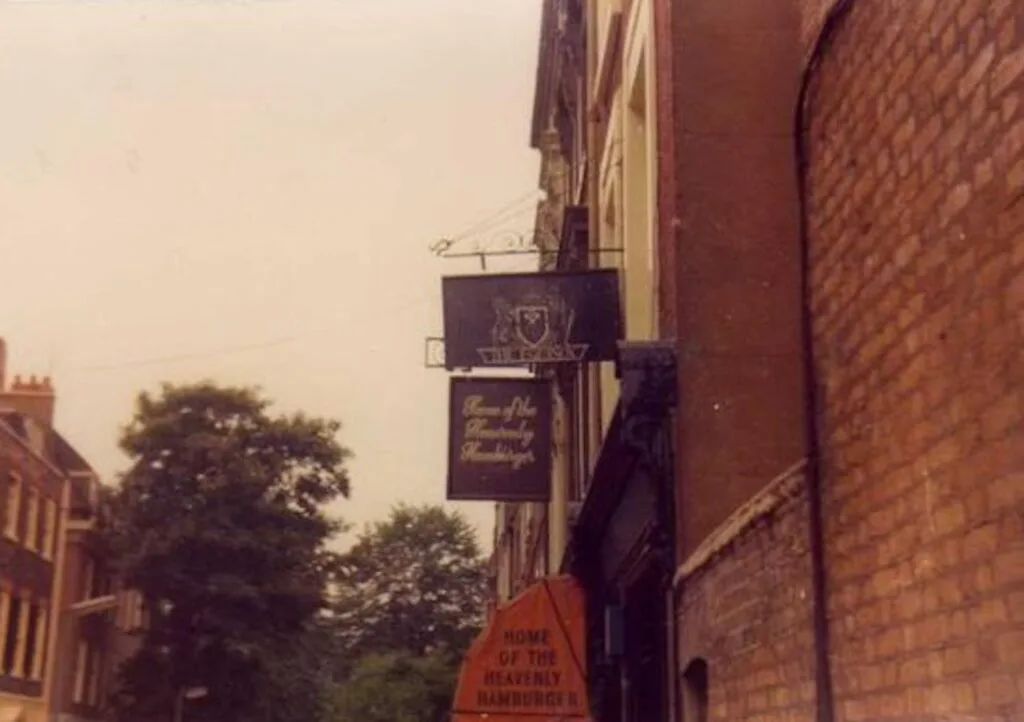 Home of the
Heavenly
Hamburger
HOME
OF THE
HEAVENLY
HAMBURGER